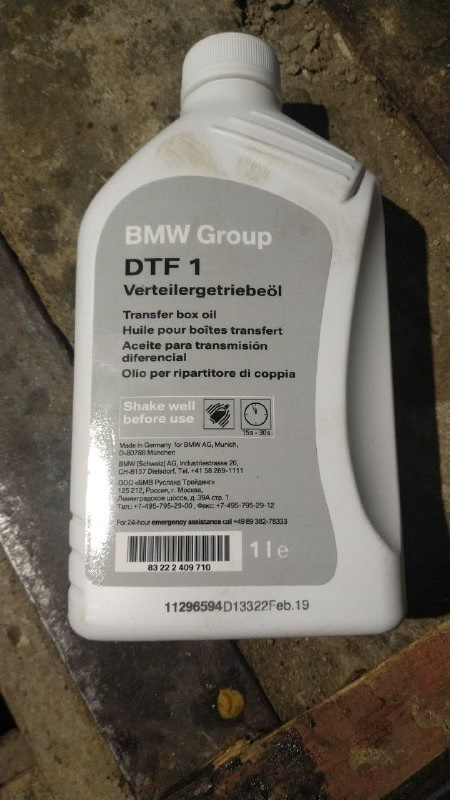 BMW Group
DTF 1
Verteilergetriebeöl
Transfer box oil
Huile pour boîtes transfert
Aceite para transmisión
diferencial
Olio per ripartitore di coppia
Shake well
before use
15s - 30s
Made in Germany for BMW AG, Munich,
D-80788 München
BMW (Schweiz) AG, Industriestrasse 20,
CH-8157 Dielsdorf, Tel. +41 58 269-1111
ООО «БМВ Русланд Трейдинг»
125 212, Россия, г. Москва,
Ленинградское шоссе, д. 39А стр. 1
Тел.: +7-495-795-29-00, Факс: +7-495-795-29-12
For 24-hour emergency assistance call +49 89 382-78333
83 22 2 409 710
1 l e
11296594D13322Feb.19